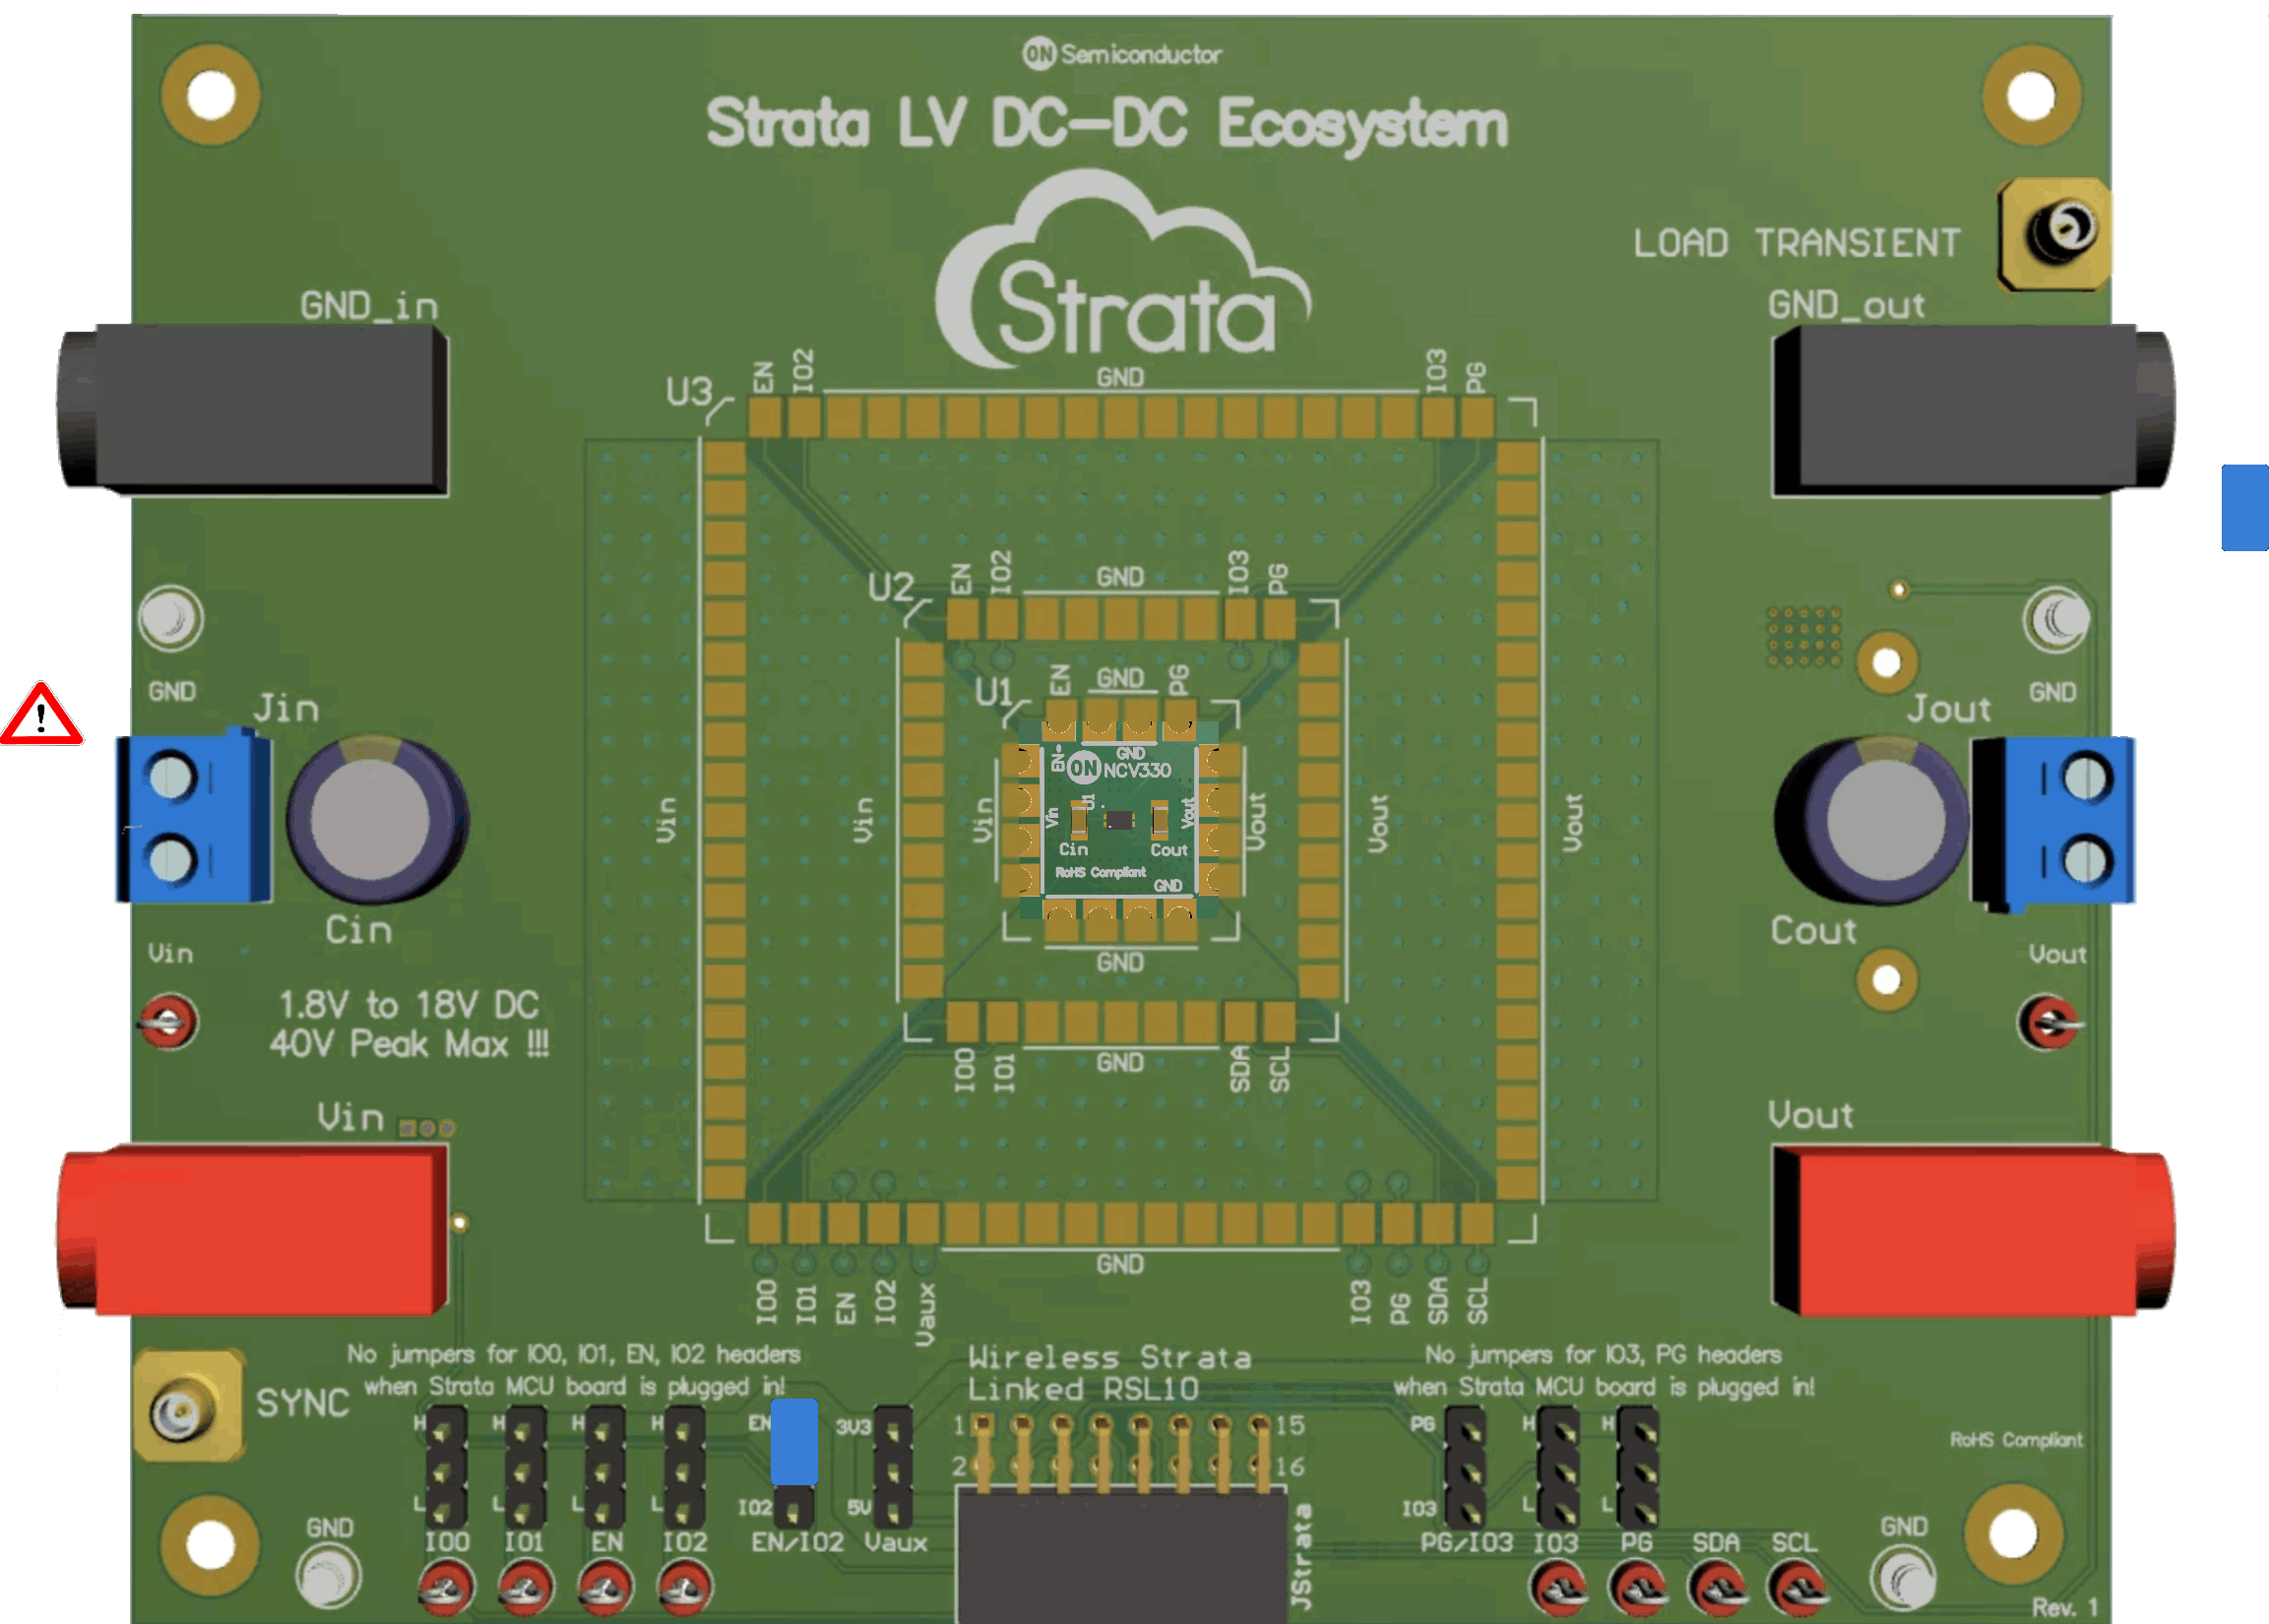 ON Semiconductor
Strata LV DC-DC Ecosystem
Strata
LOAD TRANSIENT
GND_in
GND_out
U3
EN
IO2
GND
IO3
PG
U2
EN
IO2
GND
IO3
PG
GND
Jin
U1
EN
GND
PG
GND
Jout
EN
GND
ON NCV330
U1
Vin
Vin
Vin
Vin
Vout
Vout
Vout
Vout
Cin
Cout
RoHS Compliant
GND
GND
Cin
Cout
Vin
Vout
1.8V to 18V DC
40V Peak Max !!!
IO0
IO1
GND
SDA
SCL
Vin
Vout
GND
IO0
IO1
EN
IO2
Vaux
IO3
PG
SDA
SCL
No jumpers for IO0, IO1, EN, IO2 headers
when Strata MCU board is plugged in!
Wireless Strata
Linked RSL10
No jumpers for IO3, PG headers
when Strata MCU board is plugged in!
SYNC
H
H
H
H
EN
3V3
1
15
PG
H
H
2
16
RoHS Compliant
L
L
L
L
IO2
5V
IO3
L
L
GND
IO0
IO1
EN
IO2
EN/IO2
Vaux
JStrata
PG/IO3
IO3
PG
SDA
SCL
GND
Rev. 1